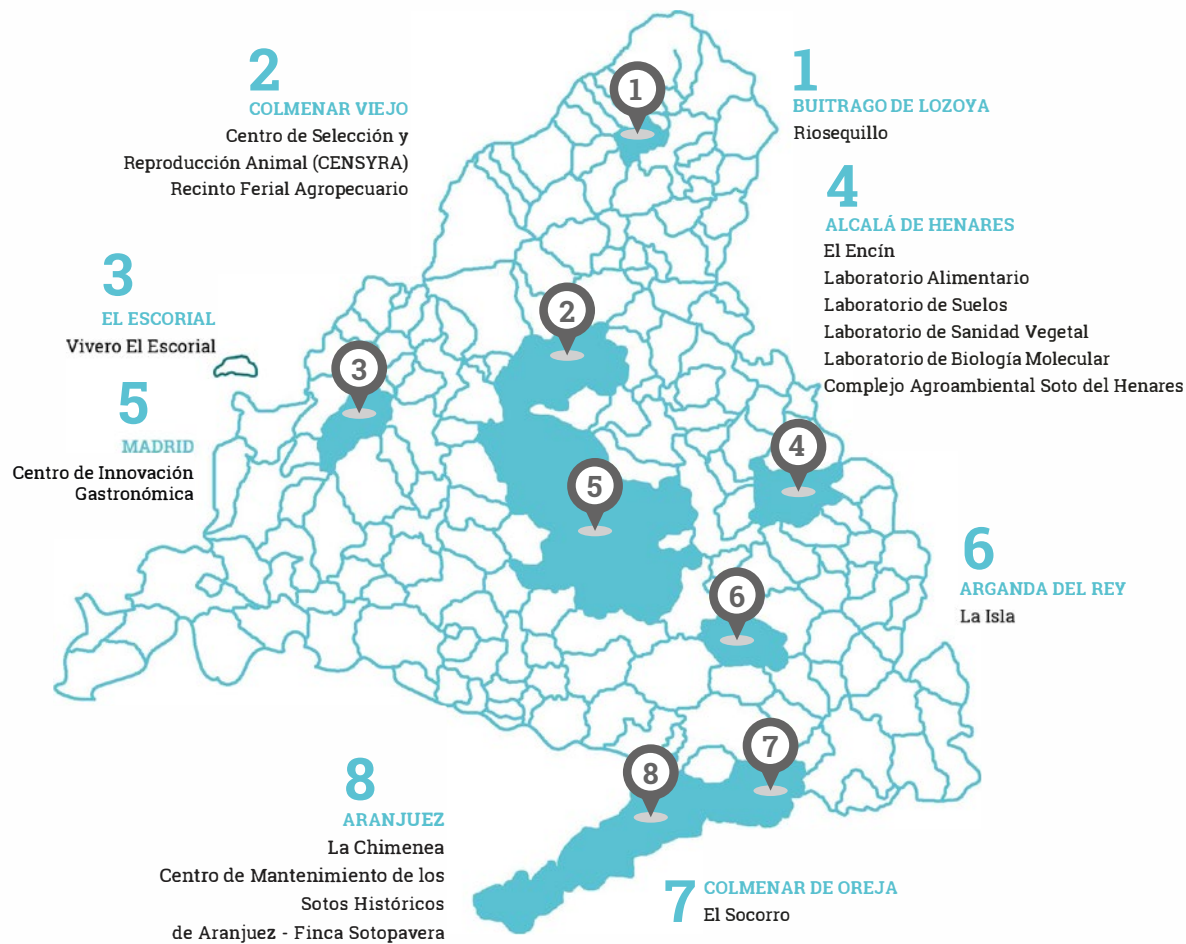 1
BUITRAGO DE LOZOYA
Riosequillo
2
COLMENAR VIEJO
Centro de Selección y
Reproducción Animal (CENSYRA)
Recinto Ferial Agropecuario
3
EL ESCORIAL
Vivero El Escorial
4
ALCALÁ DE HENARES
El Encín
Laboratorio Alimentario
Laboratorio de Suelos
Laboratorio de Sanidad Vegetal
Laboratorio de Biología Molecular
Complejo Agroambiental Soto del Henares
5
MADRID
Centro de Innovación
Gastronómica
6
ARGANDA DEL REY
La Isla
7
COLMENAR DE OREJA
El Socorro
8
ARANJUEZ
La Chimenea
Centro de Mantenimiento de los
Sotos Históricos
de Aranjuez - Finca Sotopavera
1
2
3
4
5
6
7
8